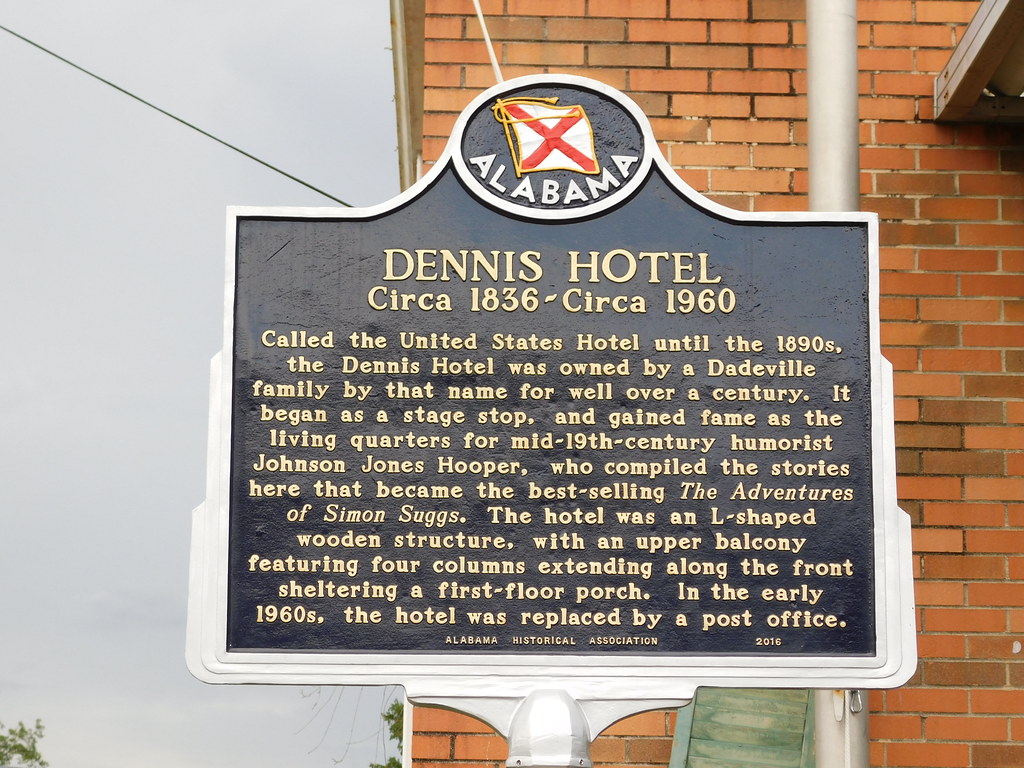 ALABAMA
DENNIS HOTEL
Circa 1836-Circa 1960
Called the United States Hotel until the 1890s,
the Dennis Hotel was owned by a Dadeville
family by that name for well over a century. It
began as a stage stop, and gained fame as the
living quarters for mid-19th-century humorist
Johnson Jones Hooper, who compiled the stories
here that became the best-selling The Adventures
of Simon Suggs. The hotel was an L-shaped
wooden structure, with an upper balcony
featuring four columns extending along the front
sheltering a first-floor porch. In the early
1960s, the hotel was replaced by a post office.
ALABAMA HISTORICAL ASSOCIATION 2016